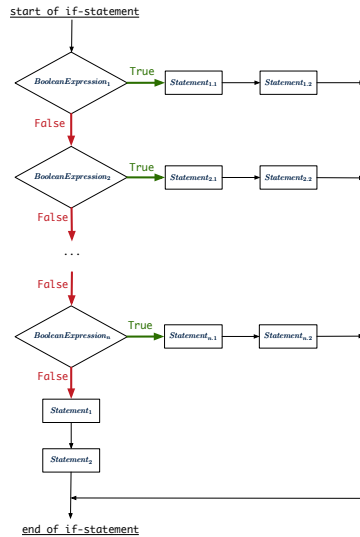 start of if-statement
BooleanExpression₁
True
Statement₁.₁
Statement₁.₂
False
BooleanExpression₂
True
Statement₂.₁
Statement₂.₂
False
...
False
BooleanExpressionₙ
True
Statementₙ.₁
Statementₙ.₂
False
Statement₁
Statement₂
end of if-statement